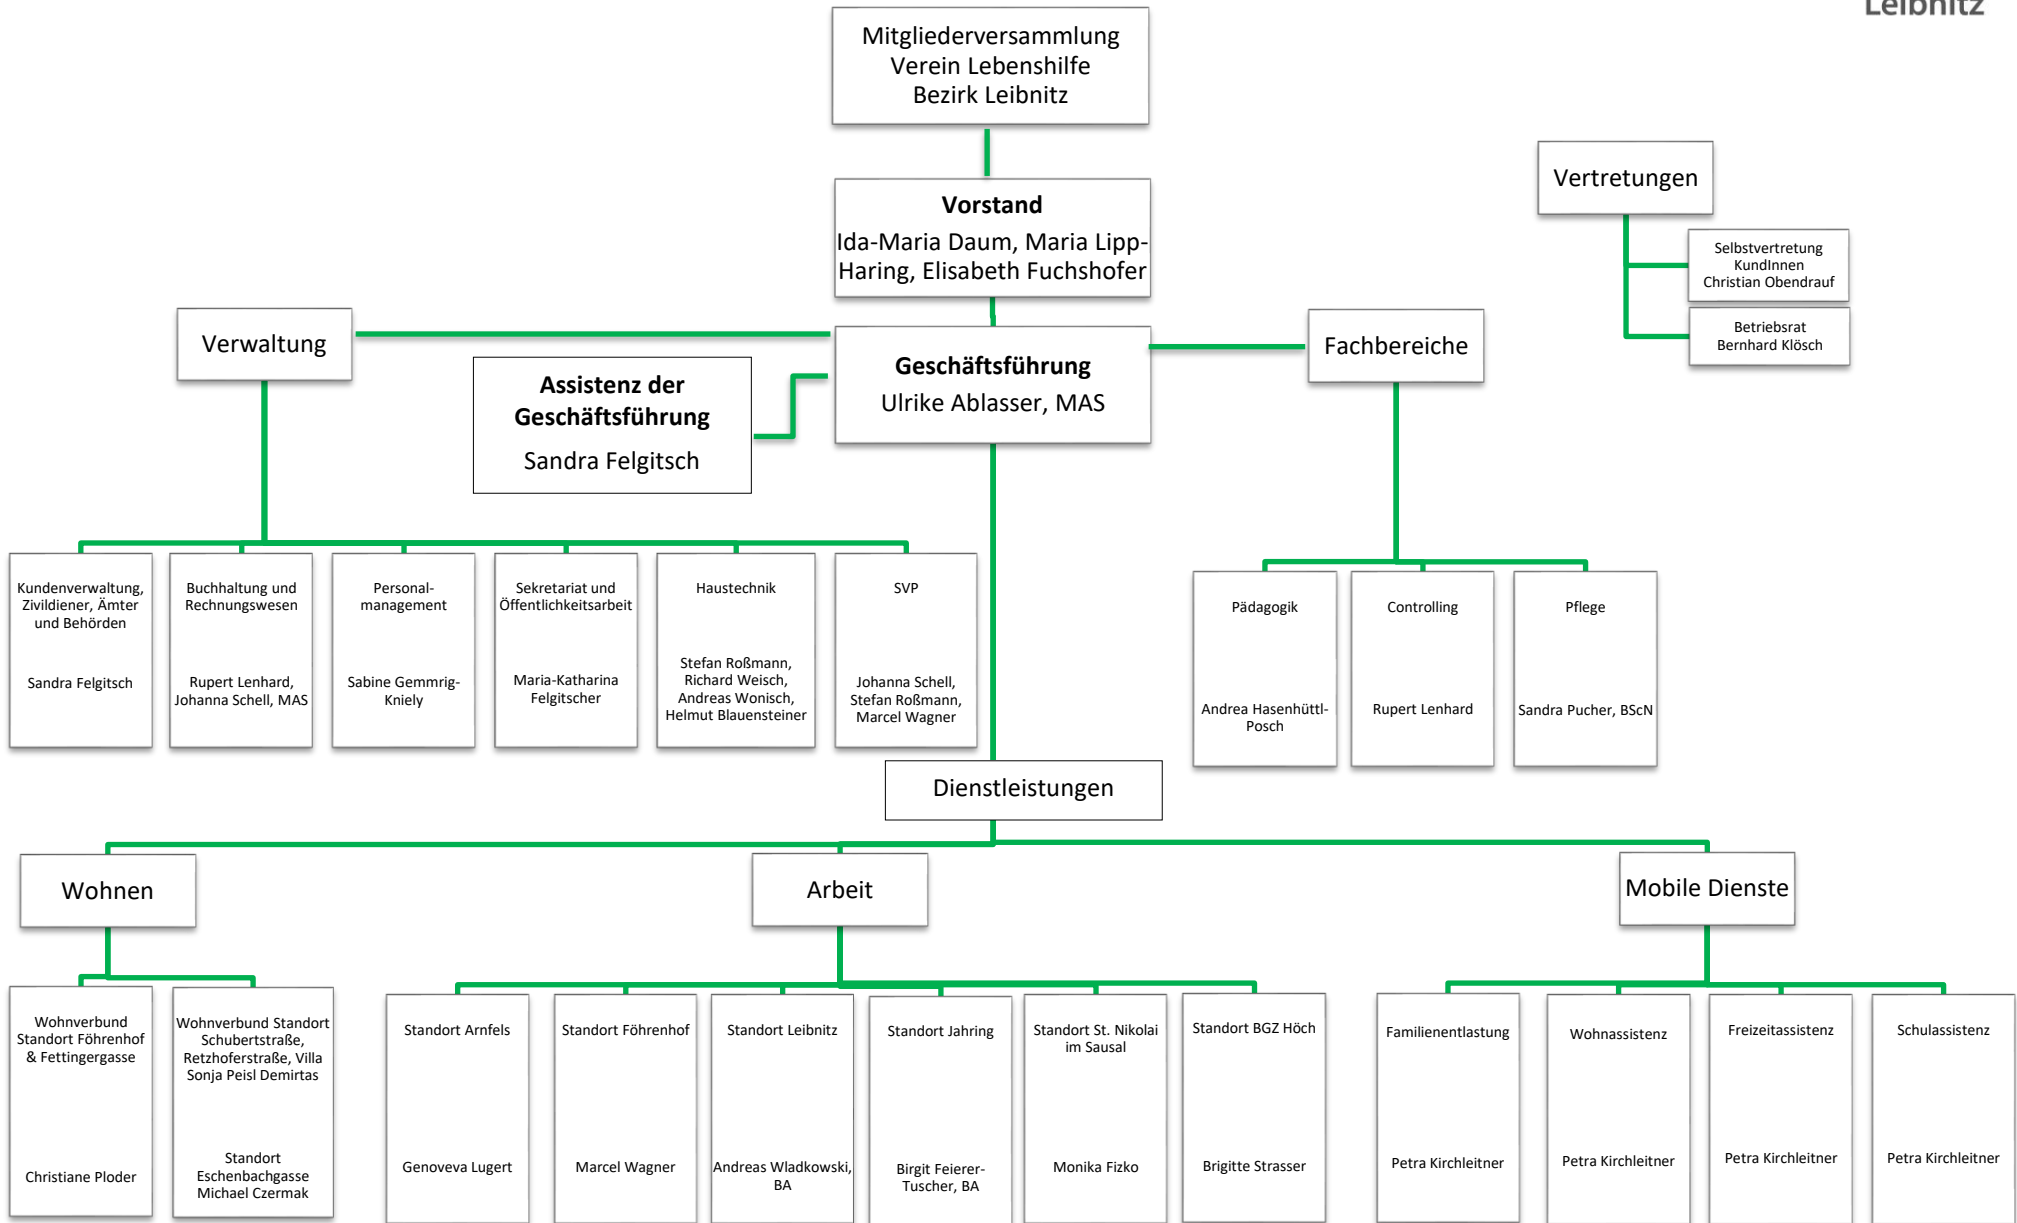 Leibnitz
Mitgliederversammlung
Verein Lebenshilfe
Bezirk Leibnitz
Vertretungen
Selbstvertretung
KundInnen
Christian Obendrauf
Betriebsrat
Bernhard Klösch
Vorstand
Ida-Maria Daum, Maria Lipp-
Haring, Elisabeth Fuchshofer
Verwaltung
Geschäftsführung
Ulrike Ablasser, MAS
Fachbereiche
Assistenz der
Geschäftsführung
Sandra Felgitsch
Kundenverwaltung,
Zivildiener, Ämter
und Behörden
Sandra Felgitsch
Buchhaltung und
Rechnungswesen
Rupert Lenhard,
Johanna Schell, MAS
Personal-
management
Sabine Gemmrig-
Kniely
Sekretariat und
Öffentlichkeitsarbeit
Maria-Katharina
Felgitscher
Haustechnik
Stefan Roßmann,
Richard Weisch,
Andreas Wonisch,
Helmut Blauensteiner
SVP
Johanna Schell,
Stefan Roßmann,
Marcel Wagner
Pädagogik
Andrea Hasenhüttl-
Posch
Controlling
Rupert Lenhard
Pflege
Sandra Pucher, BScN
Dienstleistungen
Wohnen
Arbeit
Mobile Dienste
Wohnverbund
Standort Föhrenhof
& Fettingergasse
Christiane Ploder
Wohnverbund Standort
Schubertstraße,
Retzhoferstraße, Villa
Sonja Peisl Demirtas
Standort
Eschenbachgasse
Michael Czermak
Standort Arnfels
Genoveva Lugert
Standort Föhrenhof
Marcel Wagner
Standort Leibnitz
Andreas Wladkowski,
BA
Standort Jahring
Birgit Feierer-
Tuscher, BA
Standort St. Nikolai
im Sausal
Monika Fizko
Standort BGZ Höch
Brigitte Strasser
Familienentlastung
Petra Kirchleitner
Wohnassistenz
Petra Kirchleitner
Freizeitassistenz
Petra Kirchleitner
Schulassistenz
Petra Kirchleitner